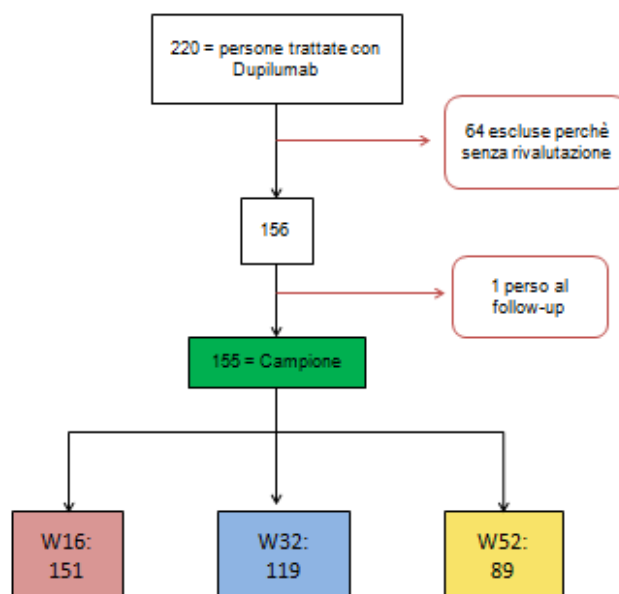 220 = persone trattate con
Dupilumab
64 escluse perchè
senza rivalutazione
156
1 perso al
follow-up
155 = Campione
W16:
151
W32:
119
W52:
89